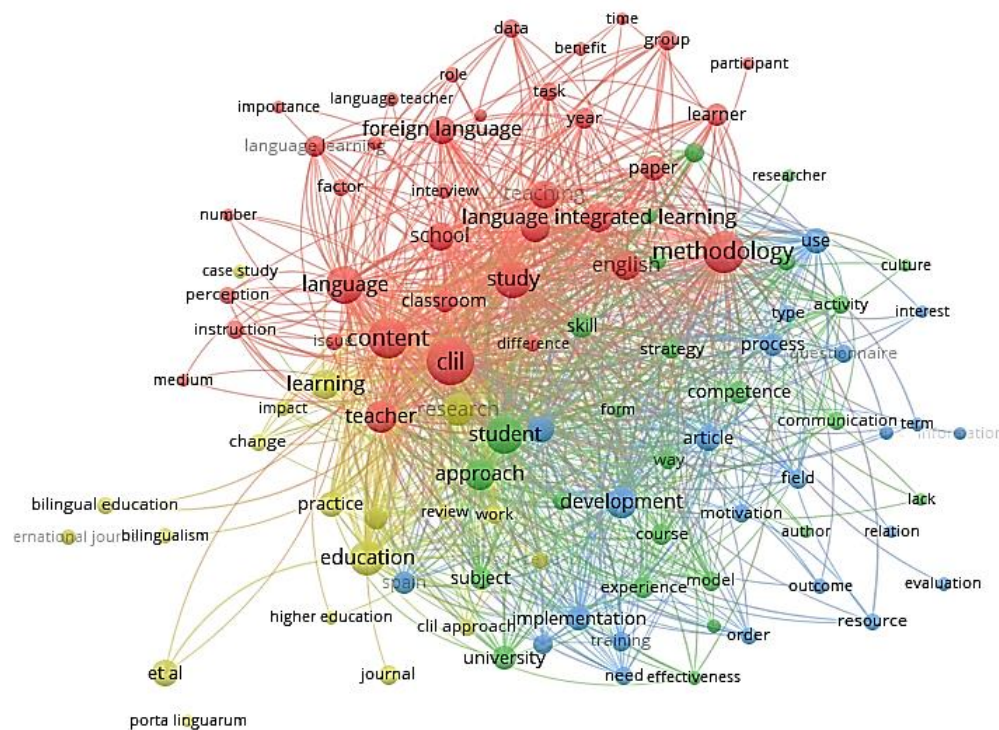 time
data
group
benefit
participant
role
task
language teacher
importance
year
learner
foreign language
language learning
paper
researcher
factor
interview
teaching
number
language integrated learning
school
methodology
use
english
case study
culture
study
language
perception
classroom
activity
type
interest
skill
instruction
content
issue
difference
strategy
process
questionnaire
clil
medium
learning
competence
impact
teacher
research
form
communication
term
student
article
change
way
approach
field
bilingual education
practice
development
lack
review
work
motivation
ernational jour
bilingualism
course
author
relation
education
spain
subject
experience
model
outcome
evaluation
higher education
clil approach
implementation
training
order
resource
university
et al
journal
need
effectiveness
porta linguarum